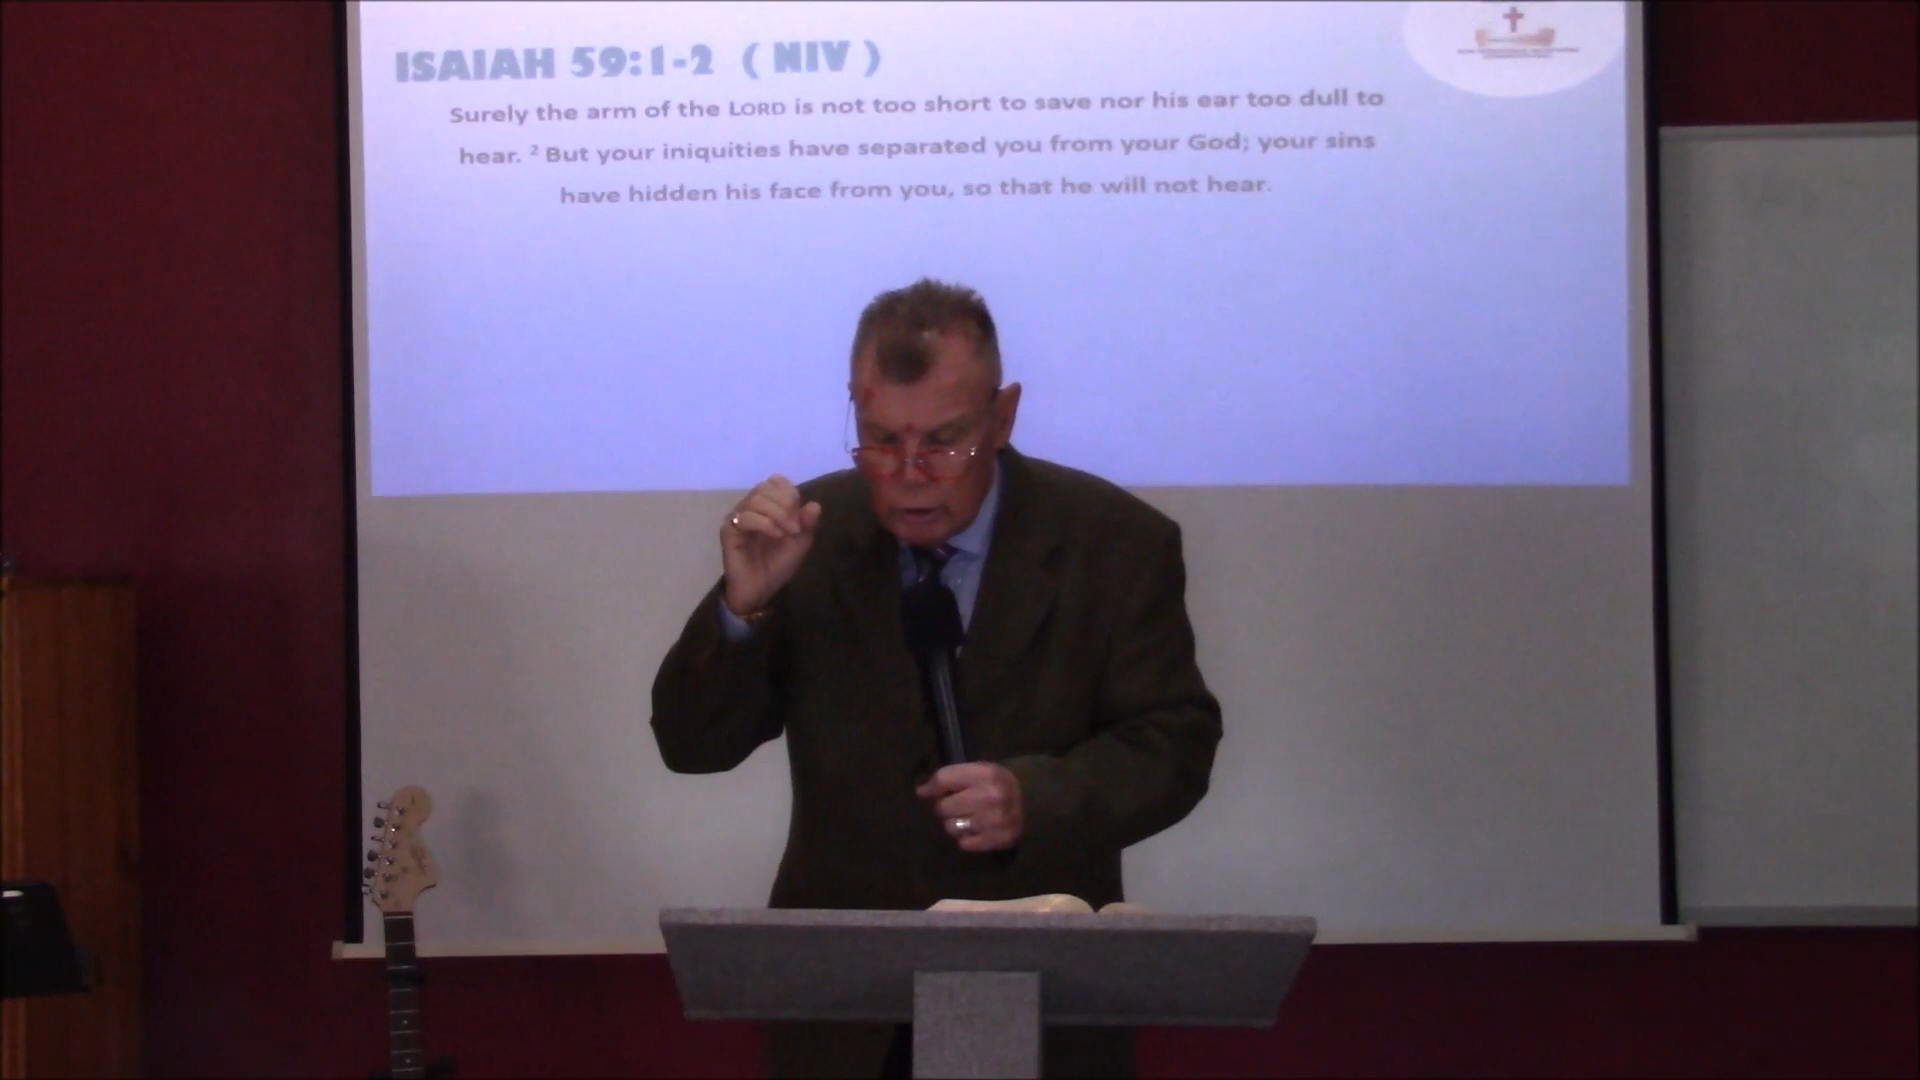 ISAIAH 59:1-2 ( NIV )
Surely the arm of the LORD is not too short to save nor his ear too dull to
hear. ² But your iniquities have separated you from your God; your sins
have hidden his face from you, so that he will not hear.